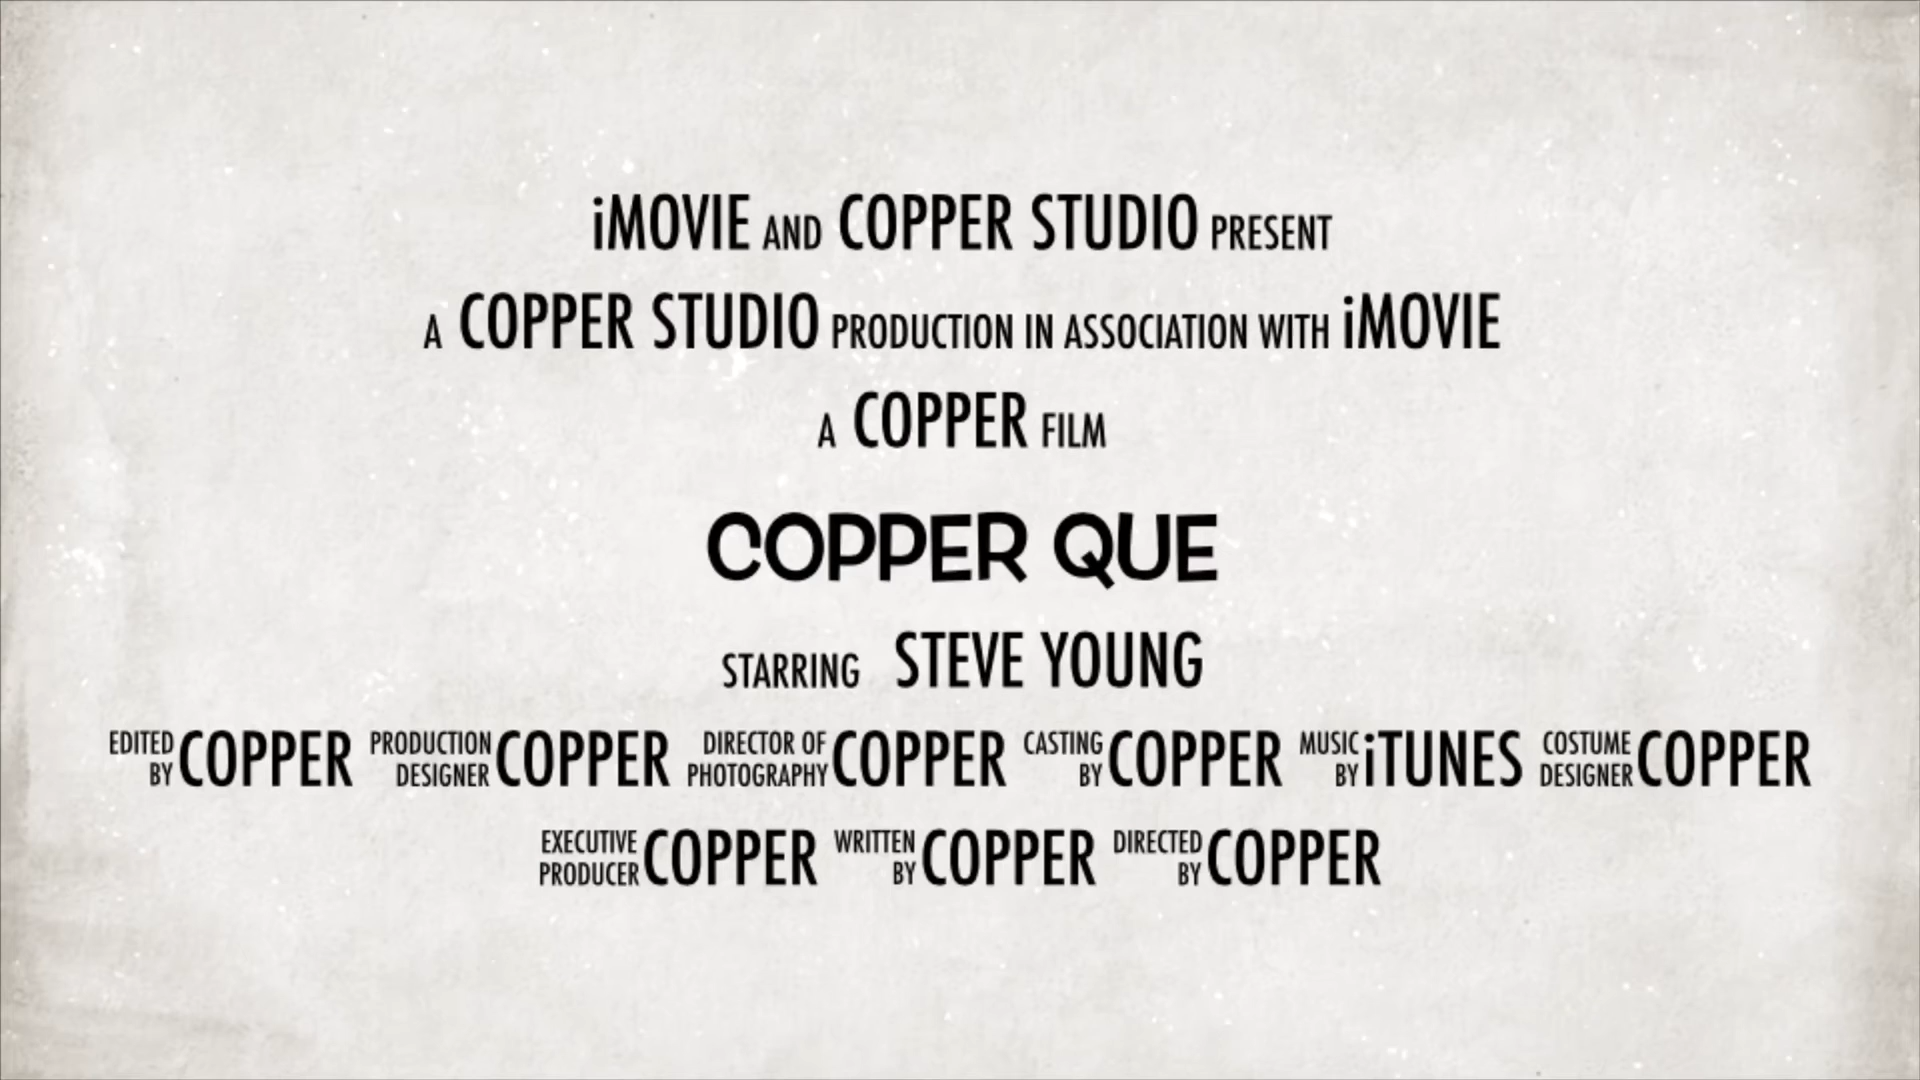 iMOVIE AND COPPER STUDIO PRESENT
A COPPER STUDIO PRODUCTION IN ASSOCIATION WITH iMOVIE
A COPPER FILM
COPPER QUE
STARRING STEVE YOUNG
EDITED BY COPPER PRODUCTION DESIGNER COPPER DIRECTOR OF PHOTOGRAPHY COPPER CASTING BY COPPER MUSIC BY iTUNES COSTUME DESIGNER COPPER
EXECUTIVE PRODUCER COPPER WRITTEN BY COPPER DIRECTED BY COPPER